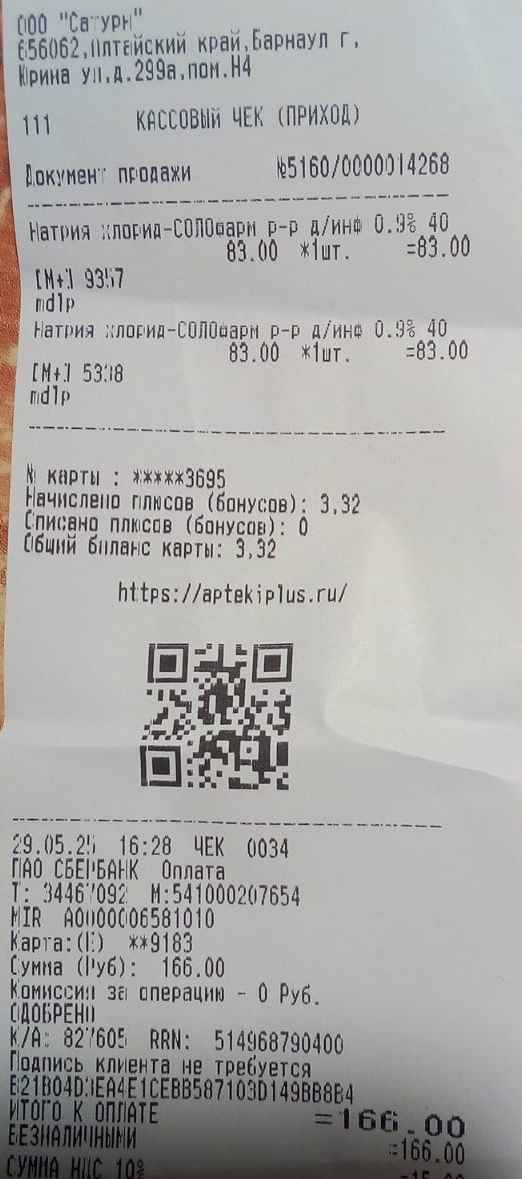 ООО "Сатурн"
656062,Алтайский край,Барнаул г,
Юрина ул,д.299а,пом.Н4
111 КАССОВЫЙ ЧЕК (ПРИХОД)
Документ продажи №5160/0000014268
Натрия хлорид-СОЛОфарм р-р д/инф 0.9% 40
83.00 *1шт. =83.00
[M+] 9357
mdlp
Натрия хлорид-СОЛОфарм р-р д/инф 0.9% 40
83.00 *1шт. =83.00
[M+] 5338
mdlp
№ карты : *****3695
Начислено плюсов (бонусов): 3,32
Списано плюсов (бонусов): 0
Общий баланс карты: 3,32
https://aptekiplus.ru/
29.05.25 16:28 ЧЕК 0034
ПАО СБЕРБАНК Оплата
Т: 34467092 М:541000207654
MIR A0000006581010
Карта:(E) **9183
Сумма (Руб): 166.00
Комиссия за операцию - 0 Руб.
ОДОБРЕНО
К/А: 827605 RRN: 514968790400
Подпись клиента не требуется
E21B04D3EA4E1CEBB587103D149BB8B4
ИТОГО К ОПЛАТЕ =166.00
БЕЗНАЛИЧНЫМИ =166.00
СУММА НДС 10%